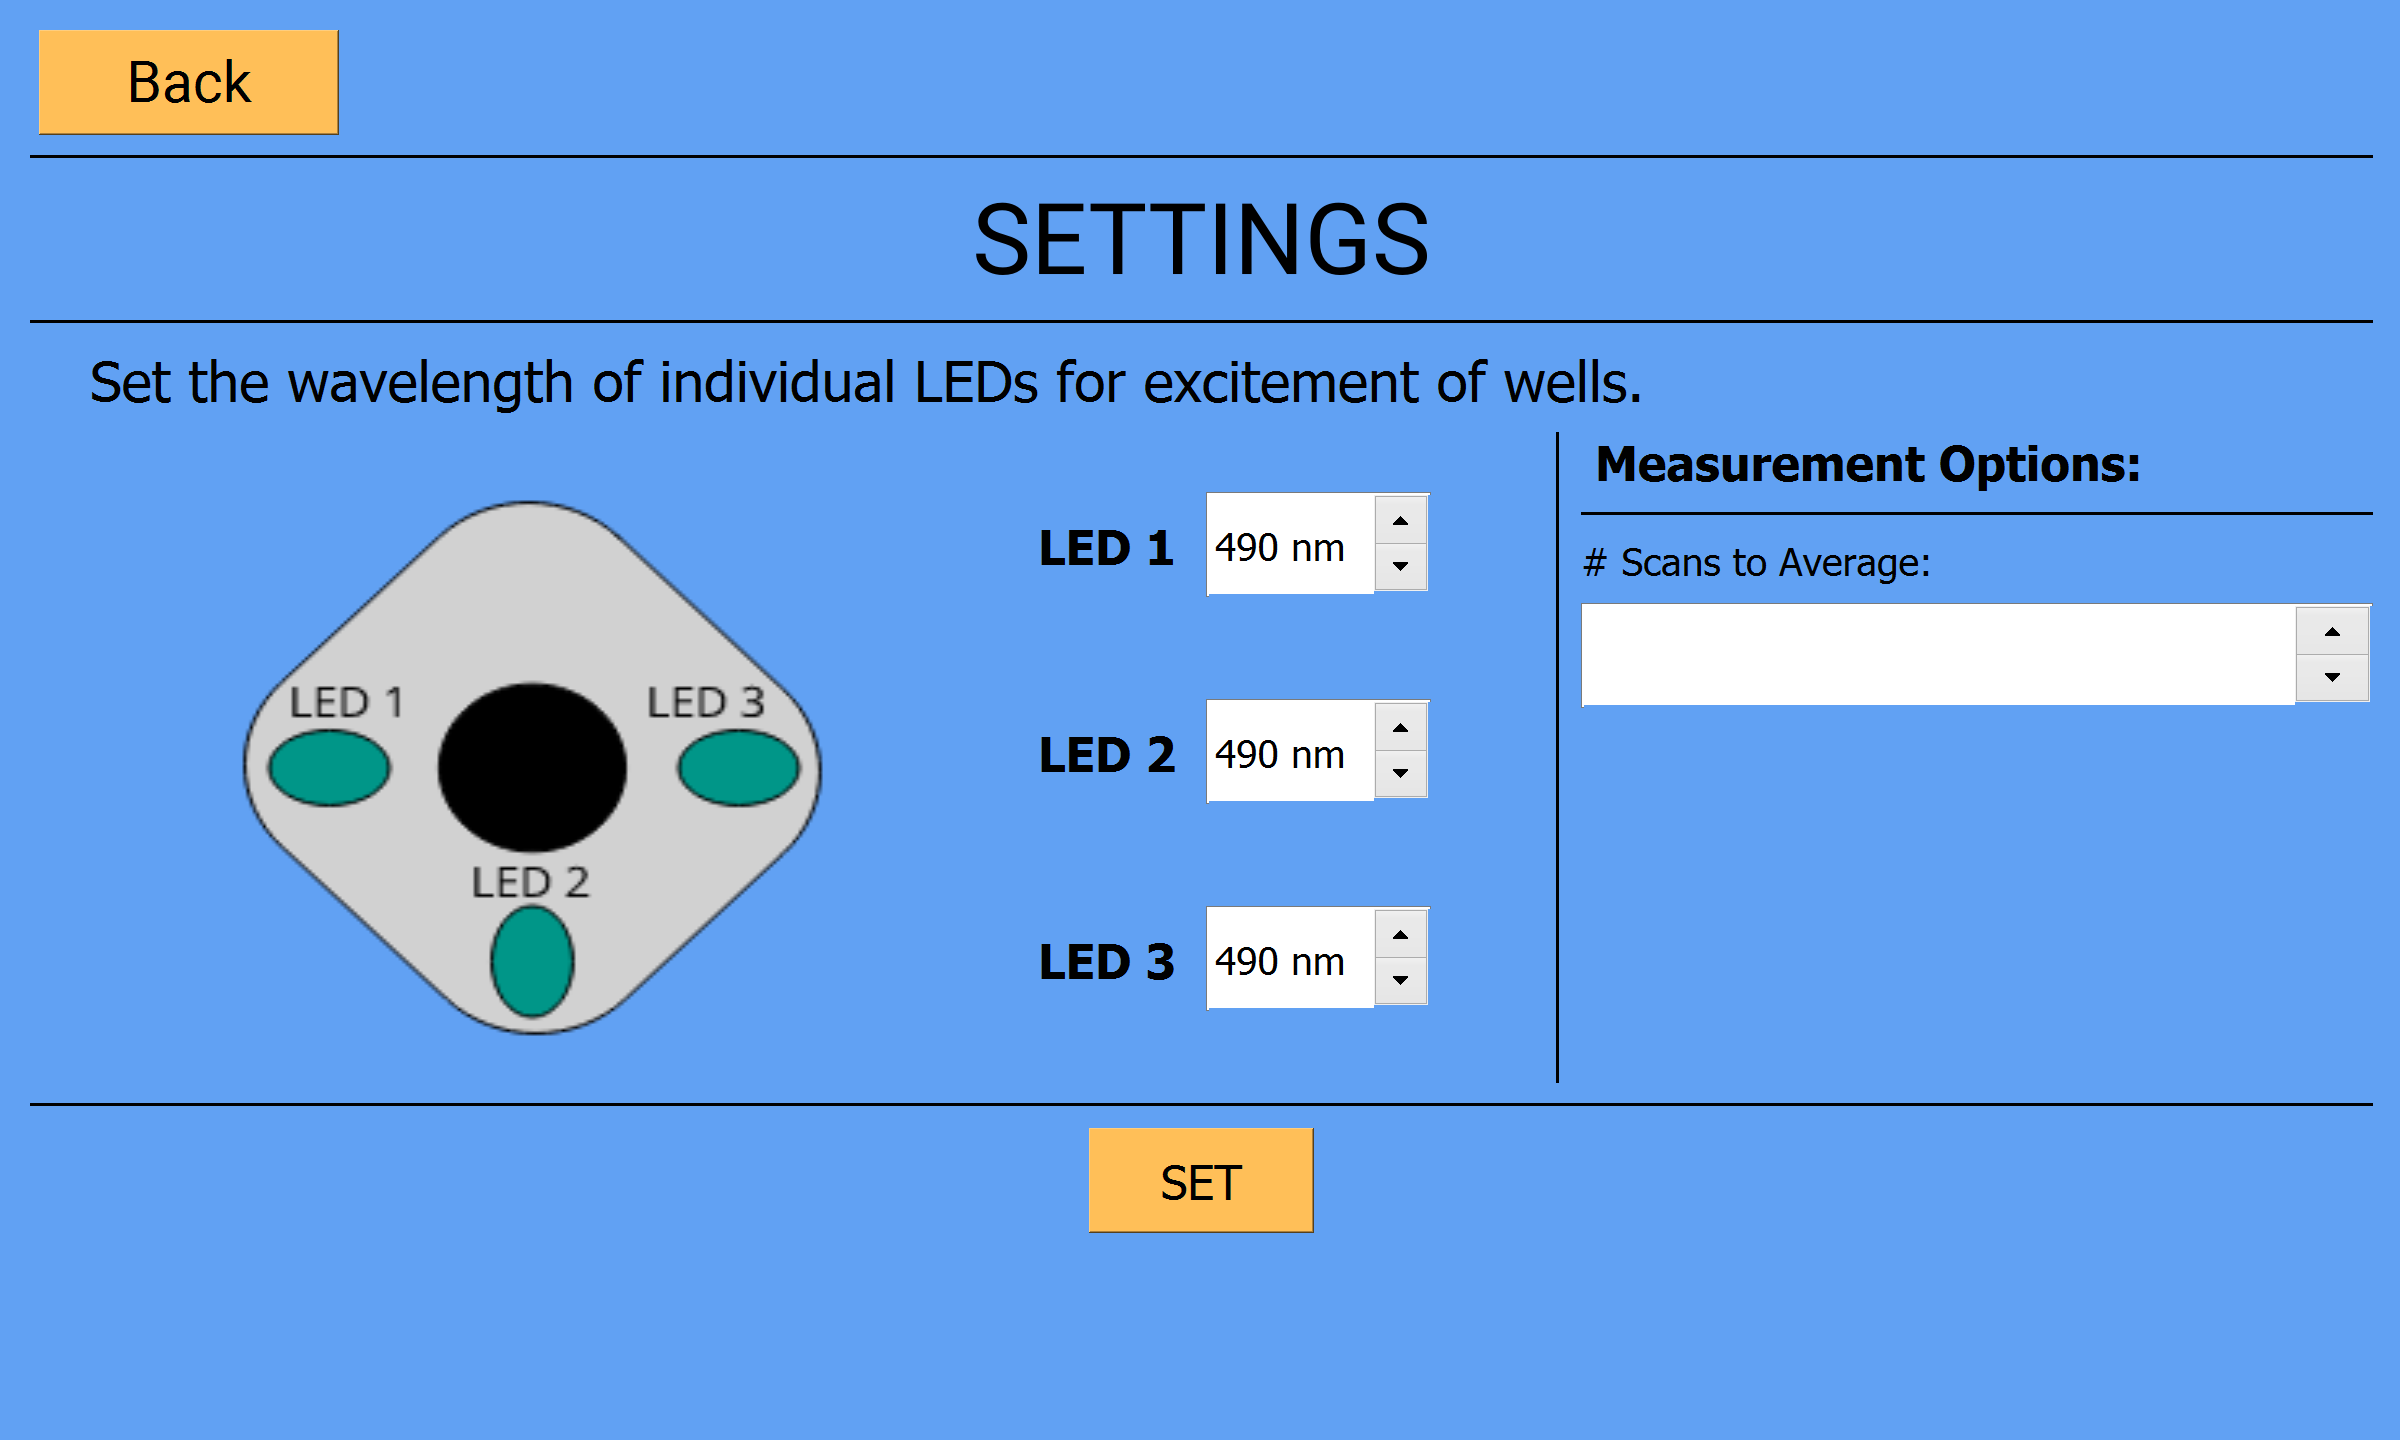 Back
SETTINGS
Set the wavelength of individual LEDs for excitement of wells.
LED 1
LED 3
LED 2
LED 1 490 nm
LED 2 490 nm
LED 3 490 nm
Measurement Options:
# Scans to Average:
SET